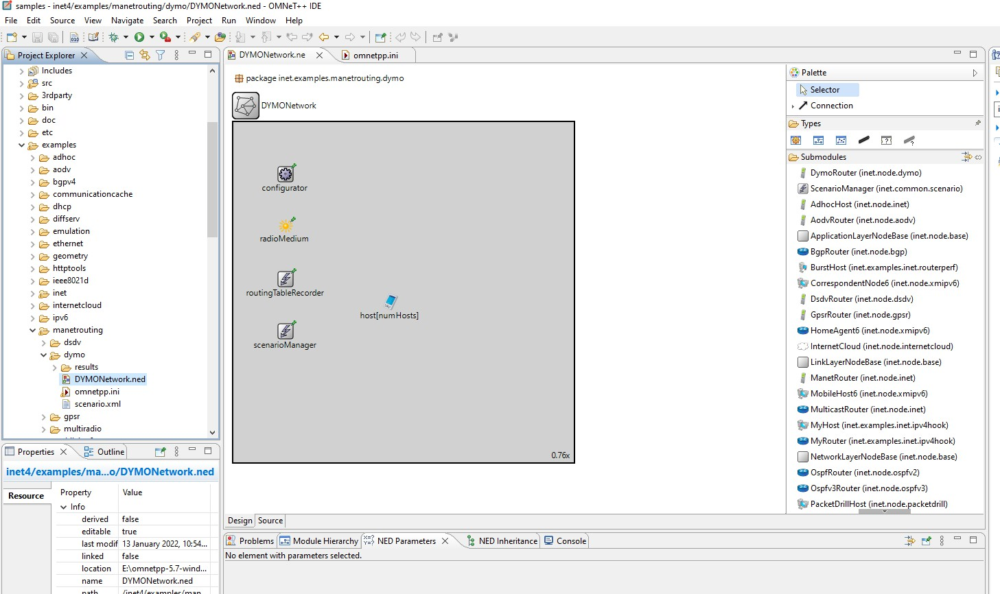 samples - inet4/examples/manetrouting/dymo/DYMONetwork.ned - OMNeT++ IDE
File Edit Source View Navigate Search Project Run Window Help
Project Explorer
Includes
src
3rdparty
bin
doc
etc
examples
adhoc
aodv
bgpv4
communicationcache
dhcp
diffserv
emulation
ethernet
geometry
httptools
ieee8021d
inet
internetcloud
ipv6
manetrouting
dsdv
dymo
results
DYMONetwork.ned
omnetpp.ini
scenario.xml
gpsr
multiradio
Properties Outline
inet4/examples/ma...o/DYMONetwork.ned
Resource
Property Value
Info
derived false
editable true
last modif 13 January 2022, 10:54...
linked false
location E:\omnetpp-5.7-wind...
name DYMONetwork.ned
path /inet4/examples/man...
DYMONetwork.ne omnetpp.ini
package inet.examples.manetrouting.dymo
DYMONetwork
configurator
radioMedium
routingTableRecorder
host[numHosts]
scenarioManager
0.76x
Design Source
Palette
Selector
Connection
Types
Submodules
DymoRouter (inet.node.dymo)
ScenarioManager (inet.common.scenario)
AdhocHost (inet.node.inet)
AodvRouter (inet.node.aodv)
ApplicationLayerNodeBase (inet.node.base)
BgpRouter (inet.node.bgp)
BurstHost (inet.examples.inet.routerperf)
CorrespondentNode6 (inet.node.xmipv6)
DsdvRouter (inet.node.dsdv)
GpsrRouter (inet.node.gpsr)
HomeAgent6 (inet.node.xmipv6)
InternetCloud (inet.node.internetcloud)
LinkLayerNodeBase (inet.node.base)
ManetRouter (inet.node.inet)
MobileHost6 (inet.node.xmipv6)
MulticastRouter (inet.node.inet)
MyHost (inet.examples.inet.ipv4hook)
MyRouter (inet.examples.inet.ipv4hook)
NetworkLayerNodeBase (inet.node.base)
OspfRouter (inet.node.ospfv2)
Ospfv3Router (inet.node.ospfv3)
PacketDrillHost (inet.node.packetdrill)
Problems Module Hierarchy NED Parameters NED Inheritance Console
No element with parameters selected.